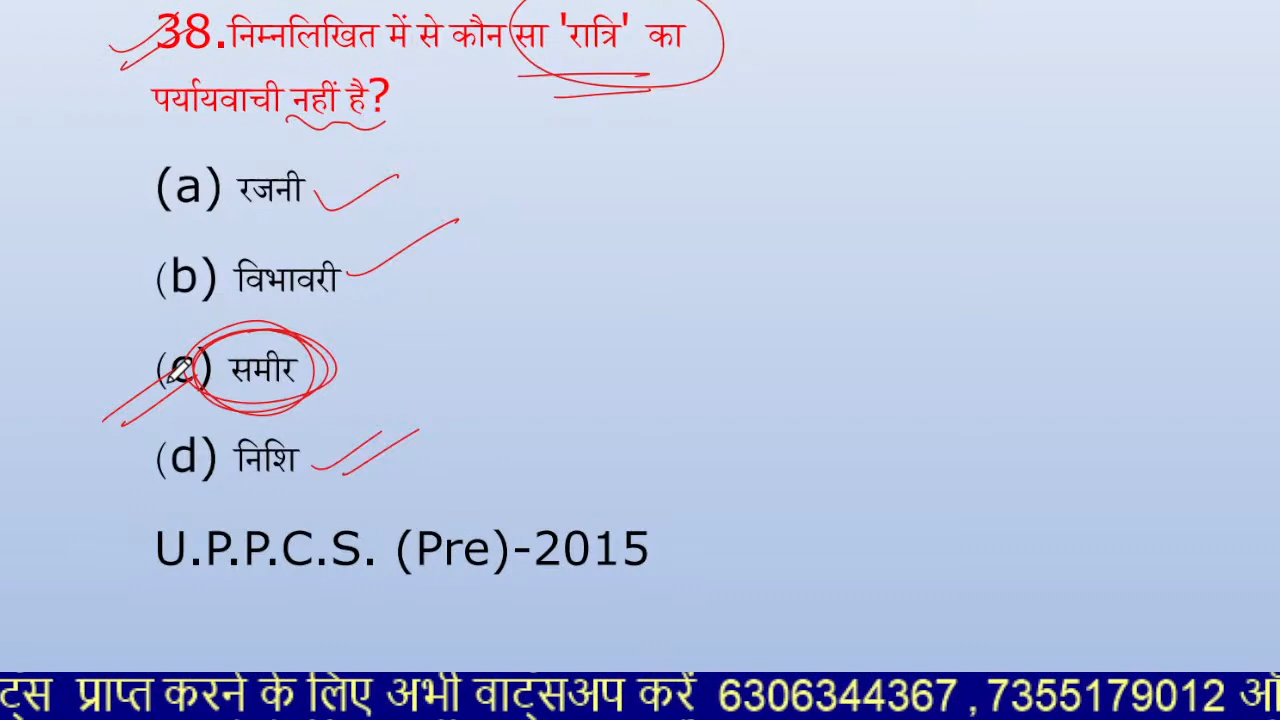 38.निम्नलिखित में से कौन सा 'रात्रि' का
पर्यायवाची नहीं है?
(a) रजनी
(b) विभावरी
(c) समीर
(d) निशि
U.P.P.C.S. (Pre)-2015
प्राप्त करने के लिए अभी वाट्सअप करें 6306344367 , 7355179012